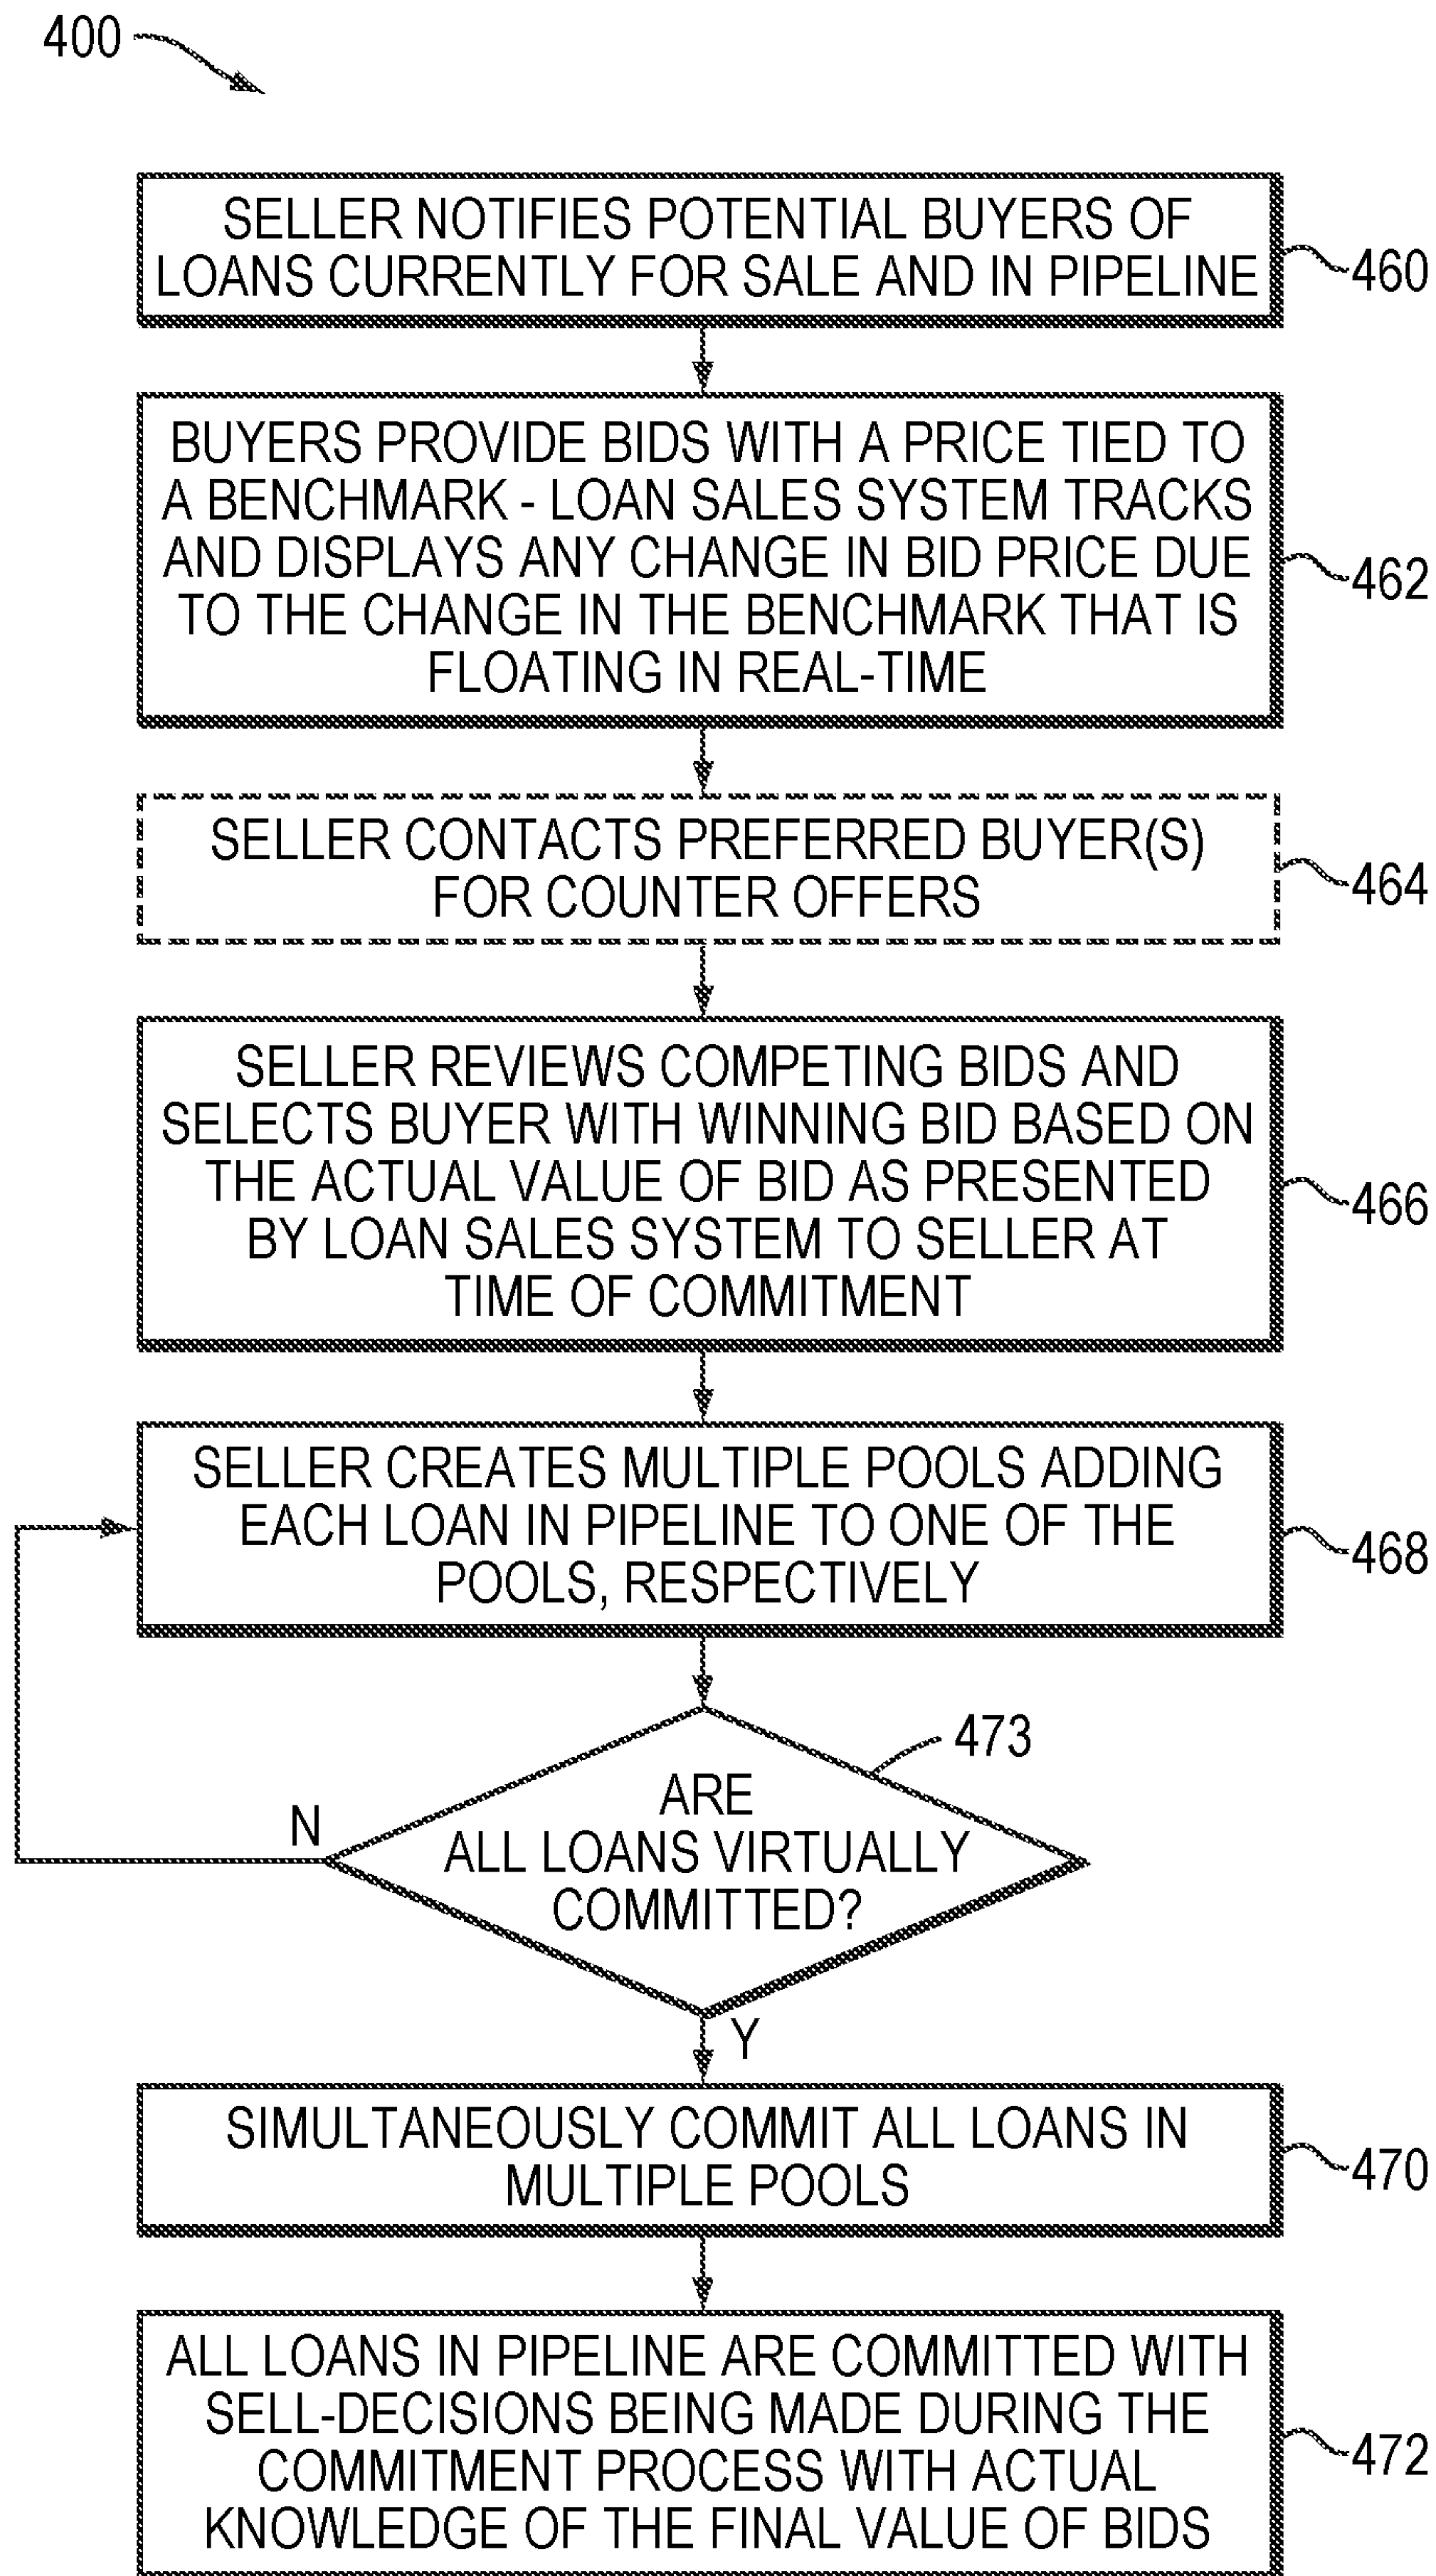 400
SELLER NOTIFIES POTENTIAL BUYERS OF
LOANS CURRENTLY FOR SALE AND IN PIPELINE
460
BUYERS PROVIDE BIDS WITH A PRICE TIED TO
A BENCHMARK - LOAN SALES SYSTEM TRACKS
AND DISPLAYS ANY CHANGE IN BID PRICE DUE
TO THE CHANGE IN THE BENCHMARK THAT IS
FLOATING IN REAL-TIME
462
SELLER CONTACTS PREFERRED BUYER(S)
FOR COUNTER OFFERS
464
SELLER REVIEWS COMPETING BIDS AND
SELECTS BUYER WITH WINNING BID BASED ON
THE ACTUAL VALUE OF BID AS PRESENTED
BY LOAN SALES SYSTEM TO SELLER AT
TIME OF COMMITMENT
466
SELLER CREATES MULTIPLE POOLS ADDING
EACH LOAN IN PIPELINE TO ONE OF THE
POOLS, RESPECTIVELY
468
473
ARE
ALL LOANS VIRTUALLY
COMMITTED?
N
Y
SIMULTANEOUSLY COMMIT ALL LOANS IN
MULTIPLE POOLS
470
ALL LOANS IN PIPELINE ARE COMMITTED WITH
SELL-DECISIONS BEING MADE DURING THE
COMMITMENT PROCESS WITH ACTUAL
KNOWLEDGE OF THE FINAL VALUE OF BIDS
472